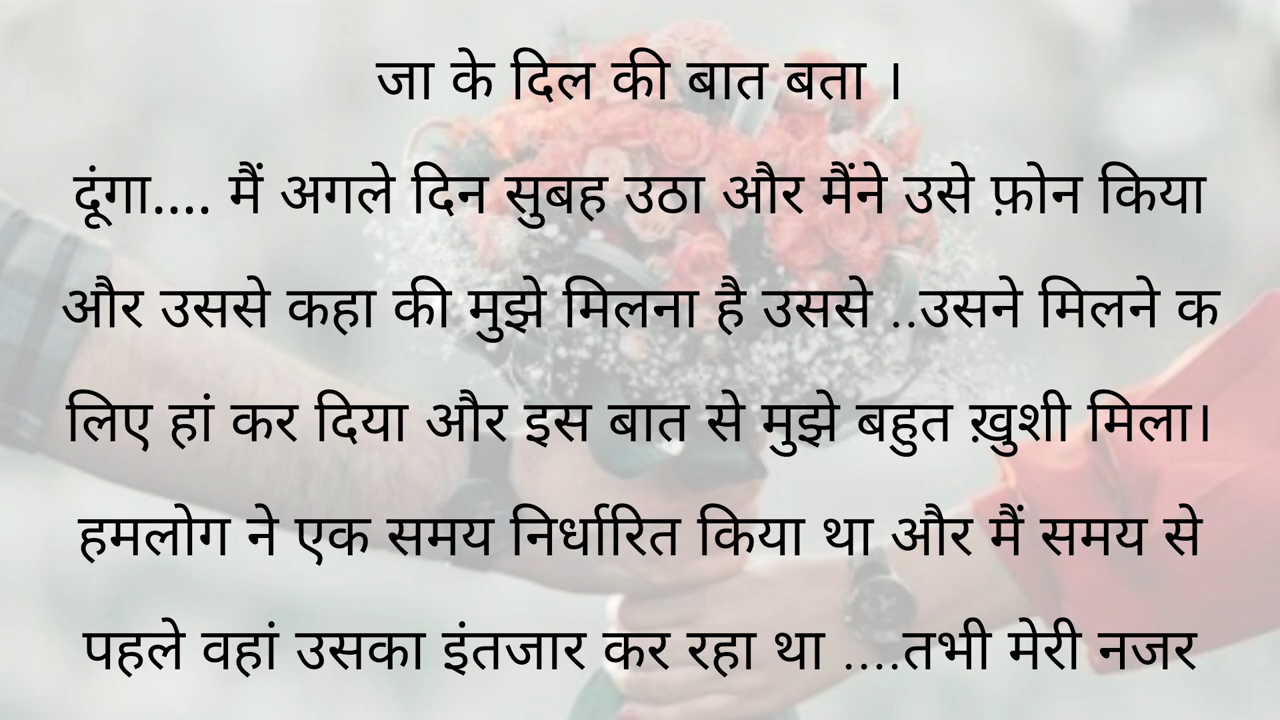 जा के दिल की बात बता ।
दूंगा.... मैं अगले दिन सुबह उठा और मैंने उसे फ़ोन किया
और उससे कहा की मुझे मिलना है उससे ..उसने मिलने क
लिए हां कर दिया और इस बात से मुझे बहुत ख़ुशी मिला।
हमलोग ने एक समय निर्धारित किया था और मैं समय से
पहले वहां उसका इंतजार कर रहा था ....तभी मेरी नजर